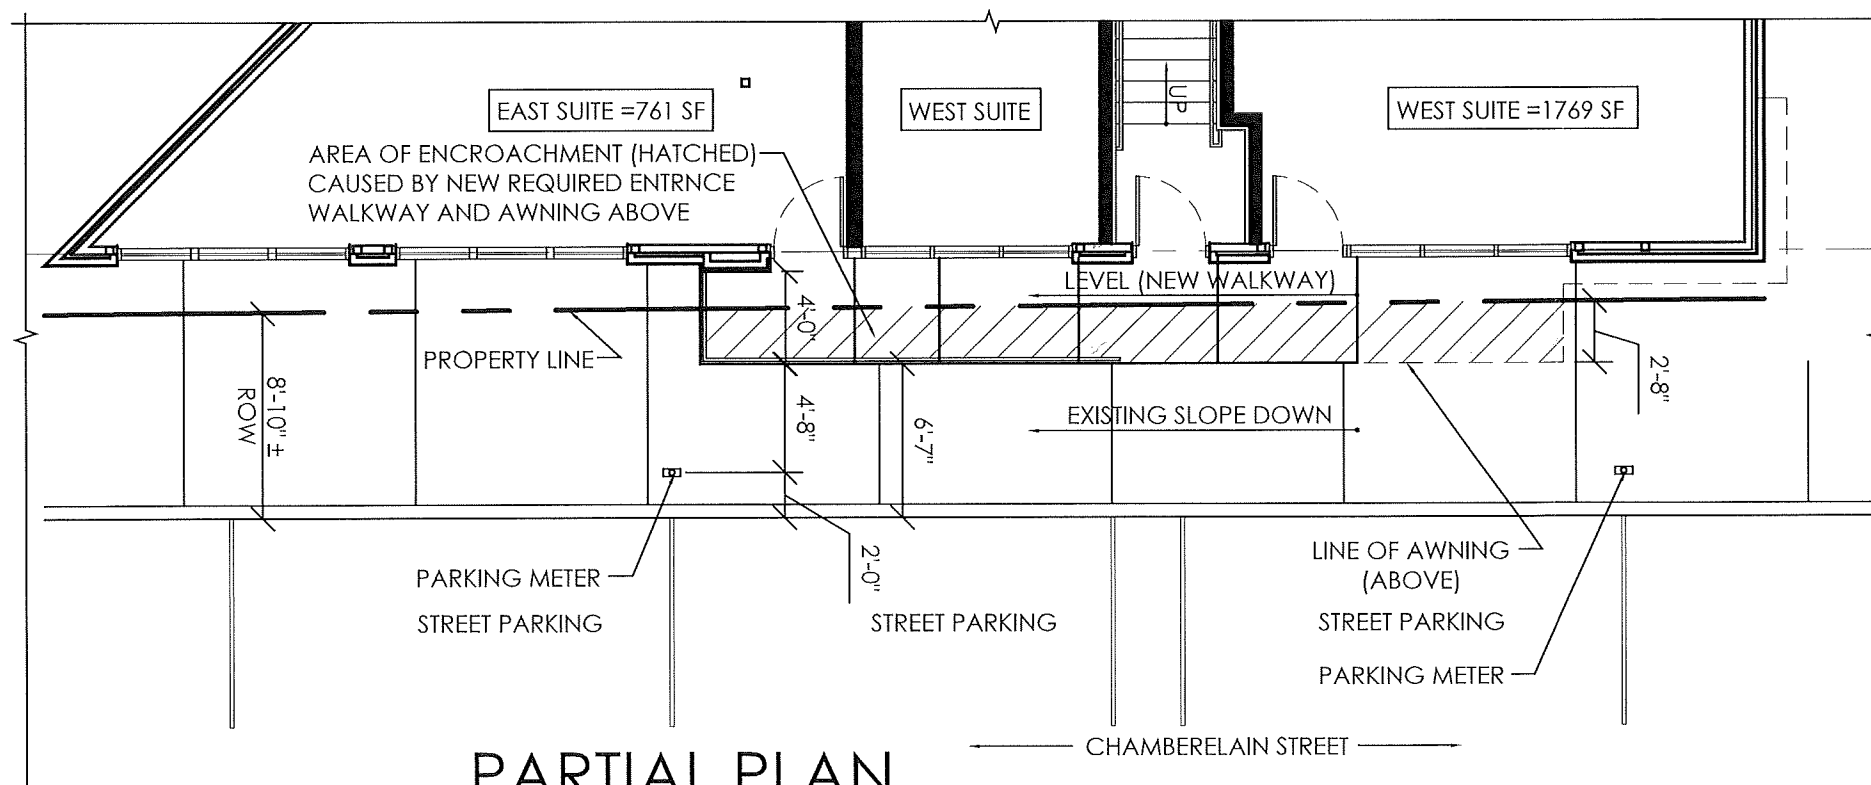 EAST SUITE =761 SF
WEST SUITE
UP
WEST SUITE =1769 SF
AREA OF ENCROACHMENT (HATCHED)
CAUSED BY NEW REQUIRED ENTRNCE
WALKWAY AND AWNING ABOVE
LEVEL (NEW WALKWAY)
4'-0"
PROPERTY LINE
8'-10" ±
ROW
4'-8"
6'-7"
2'-8"
EXISTING SLOPE DOWN
2'-0"
PARKING METER
STREET PARKING
STREET PARKING
LINE OF AWNING
(ABOVE)
STREET PARKING
PARKING METER
CHAMBERELAIN STREET
PARTIAL PLAN